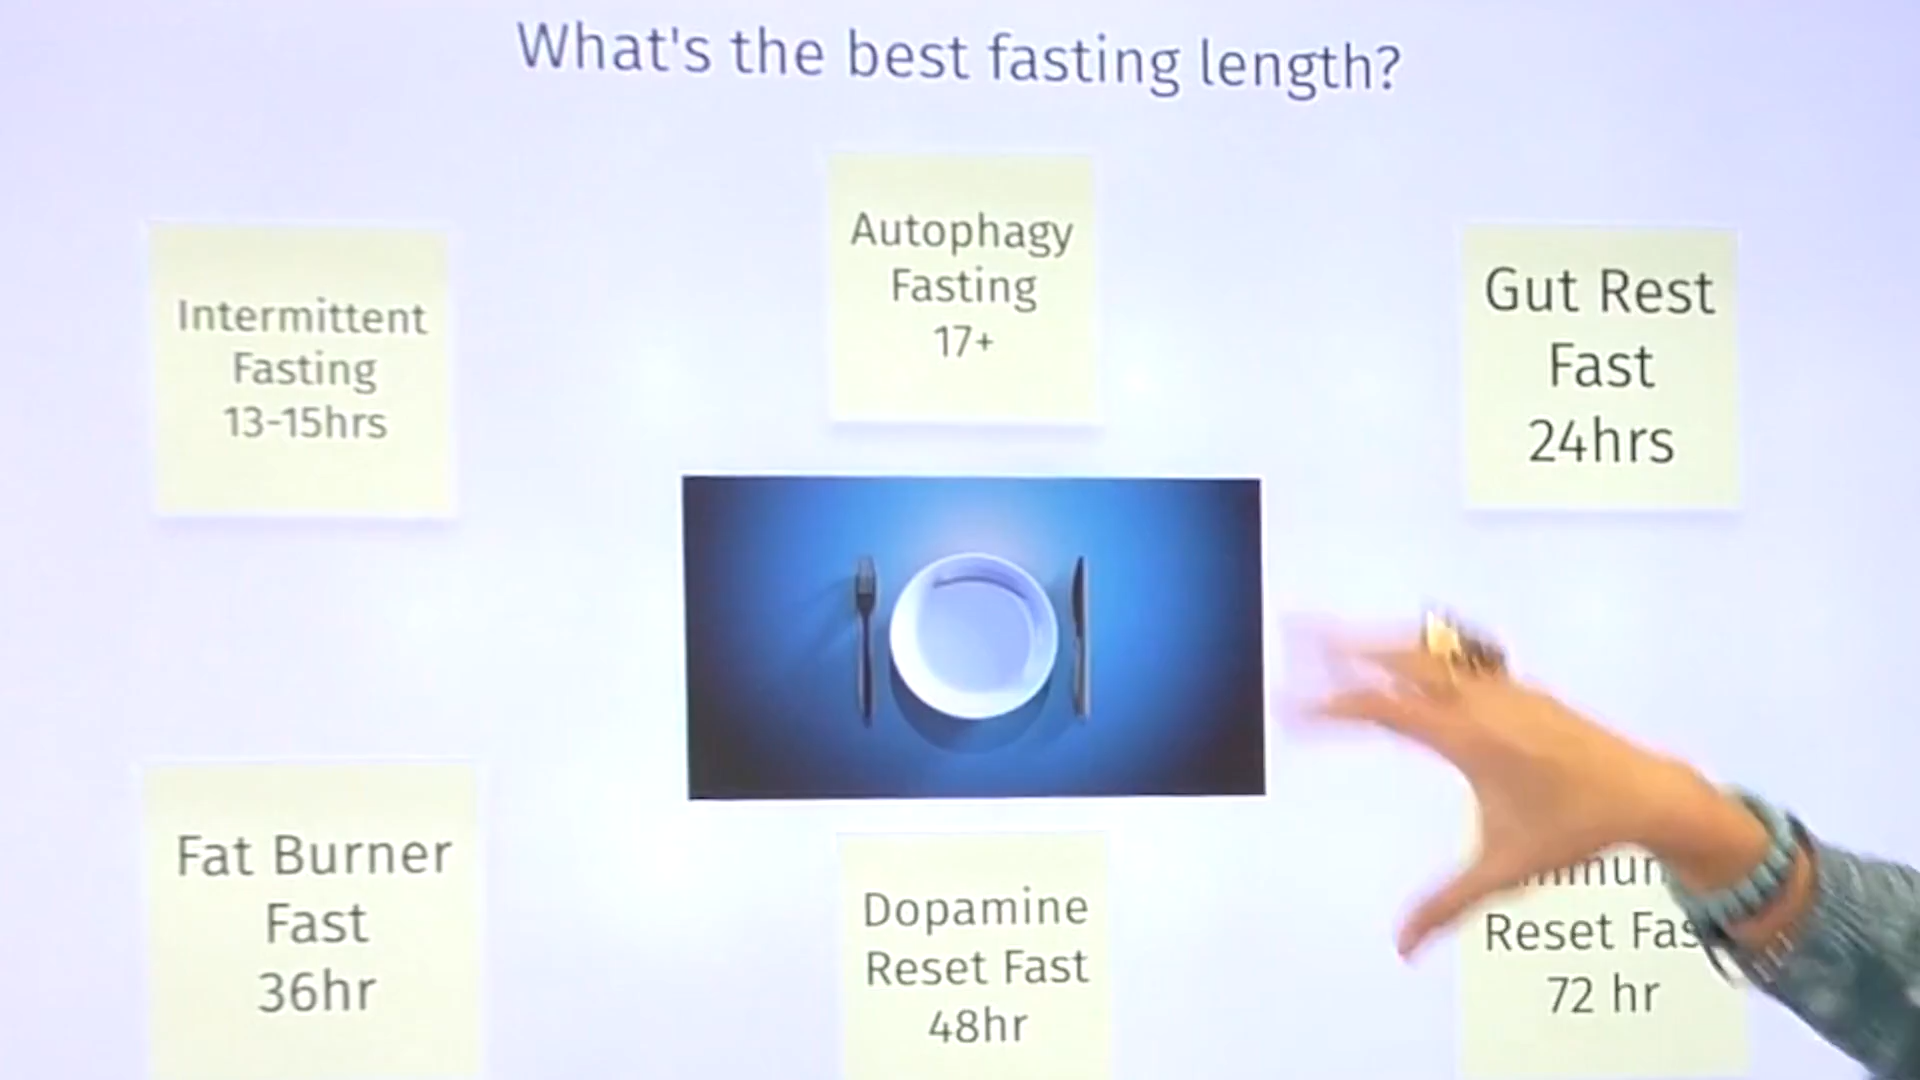 What's the best fasting length?
Intermittent
Fasting
13-15hrs
Autophagy
Fasting
17+
Gut Rest
Fast
24hrs
Fat Burner
Fast
36hr
Dopamine
Reset Fast
48hr
Reset
72 hr